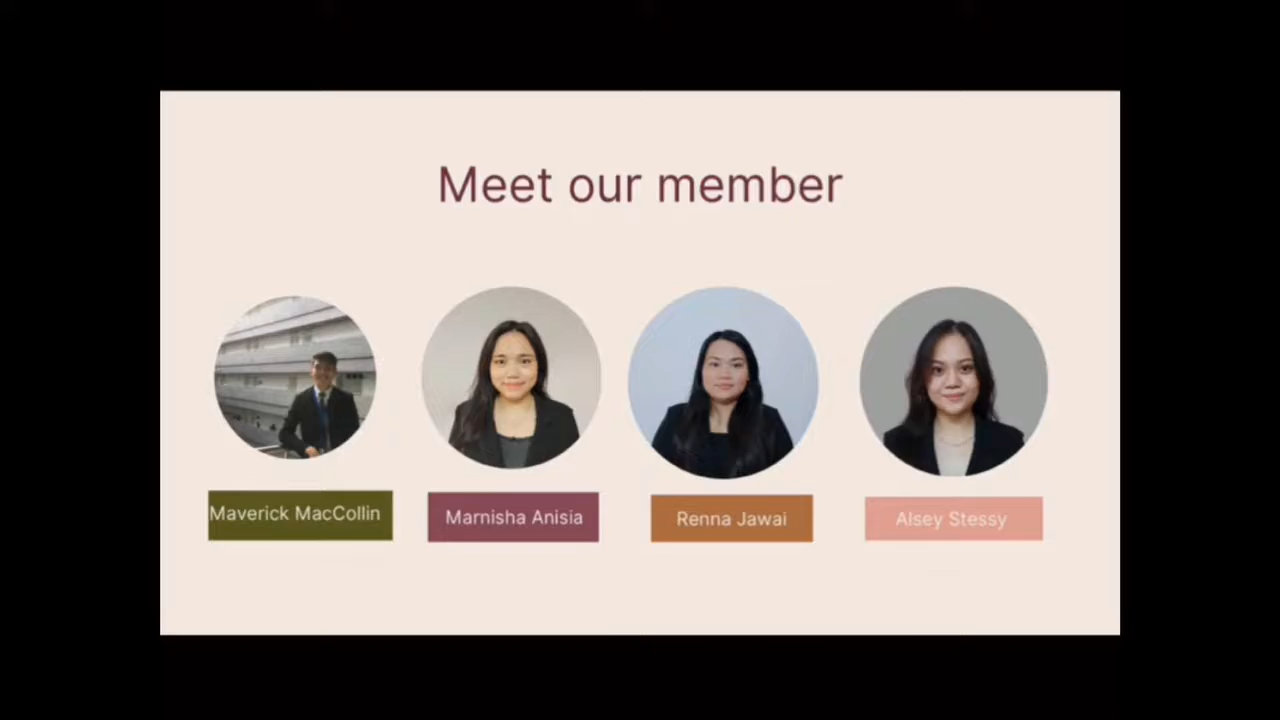 Meet our member
Maverick MacCollin
Marnisha Anisia
Renna Jawai
Alsey Stessy